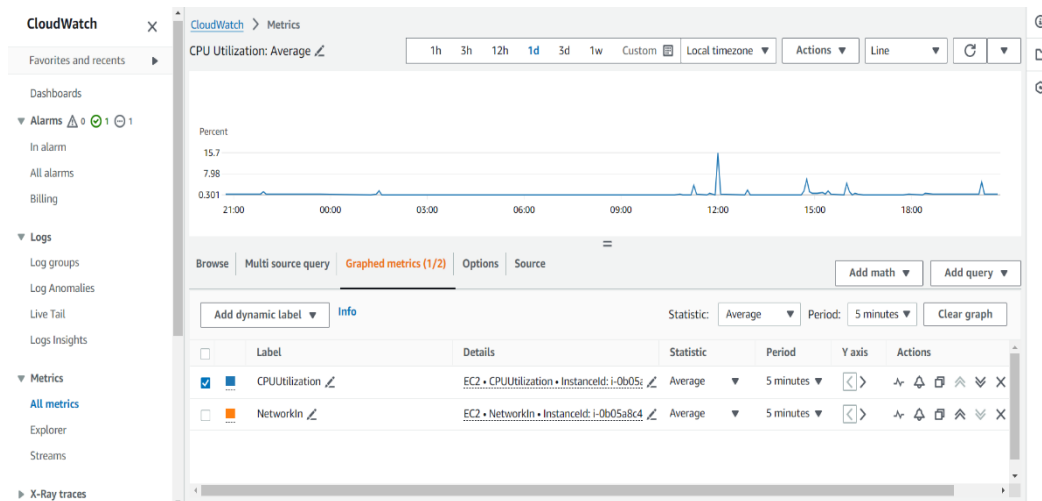 CloudWatch
Favorites and recents
Dashboards
Alarms 0 1 1
In alarm
All alarms
Billing
Logs
Log groups
Log Anomalies
Live Tail
Logs Insights
Metrics
All metrics
Explorer
Streams
X-Ray traces
CloudWatch > Metrics
CPU Utilization: Average
1h 3h 12h 1d 3d 1w Custom Local timezone Actions Line
Percent
15.7
7.98
0.301
21:00 00:00 03:00 06:00 09:00 12:00 15:00 18:00
Browse Multi source query Graphed metrics (1/2) Options Source
Add math Add query
Add dynamic label Info Statistic: Average Period: 5 minutes Clear graph
Label Details Statistic Period Y axis Actions
CPUUtilization EC2 • CPUUtilization • InstanceId: i-0b05a Average 5 minutes < >
NetworkIn EC2 • NetworkIn • InstanceId: i-0b05a8c4 Average 5 minutes < >